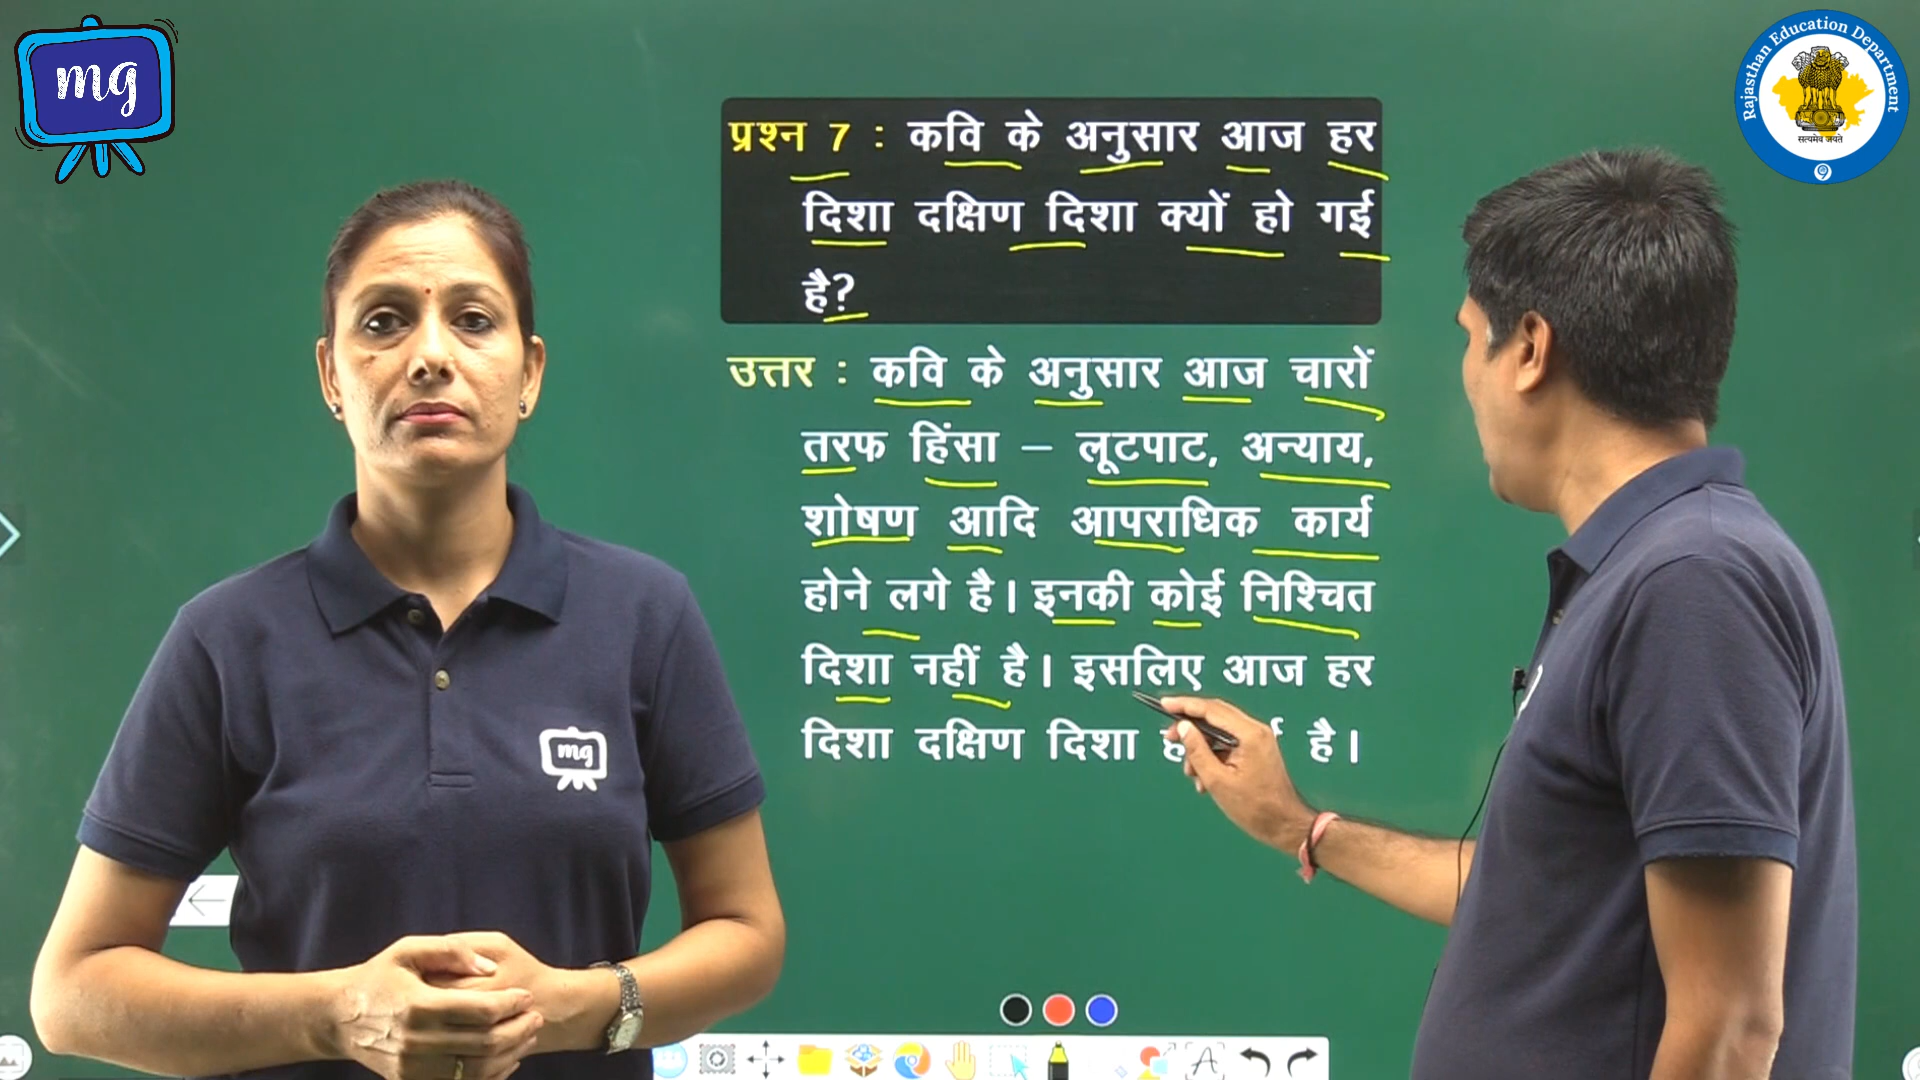 mg
Rajasthan Education Department
सत्यमेव जयते
प्रश्न 7 : कवि के अनुसार आज हर
दिशा दक्षिण दिशा क्यों हो गई
है?
उत्तर : कवि के अनुसार आज चारों
तरफ हिंसा – लूटपाट, अन्याय,
शोषण आदि आपराधिक कार्य
होने लगे है। इनकी कोई निश्चित
दिशा नहीं है। इसलिए आज हर
दिशा दक्षिण दिशा है।
mg
A